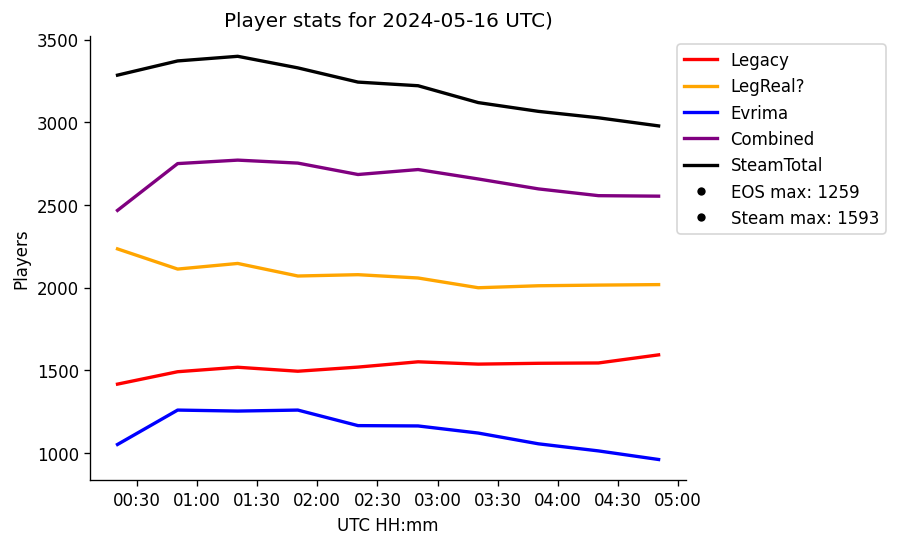 Player stats for 2024-05-16 UTC)
3500
3000
2500
2000
1500
1000
Players
00:30 01:00 01:30 02:00 02:30 03:00 03:30 04:00 04:30 05:00
UTC HH:mm
Legacy
LegReal?
Evrima
Combined
SteamTotal
EOS max: 1259
Steam max: 1593